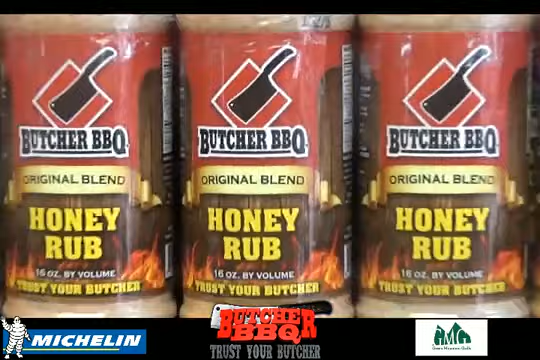 BUTCHER BBQ
ORIGINAL BLEND
HONEY
RUB
16 OZ. BY VOLUME
TRUST YOUR BUTCHER
BUTCHER BBQ
ORIGINAL BLEND
HONEY
RUB
16 OZ. BY VOLUME
TRUST YOUR BUTCHER
BUTCHER BBQ
ORIGINAL BLEND
HONEY
RUB
16 OZ. BY VOLUME
TRUST YOUR BUTCHER
MICHELIN
BUTCHER
BBQ
TRUST YOUR BUTCHER